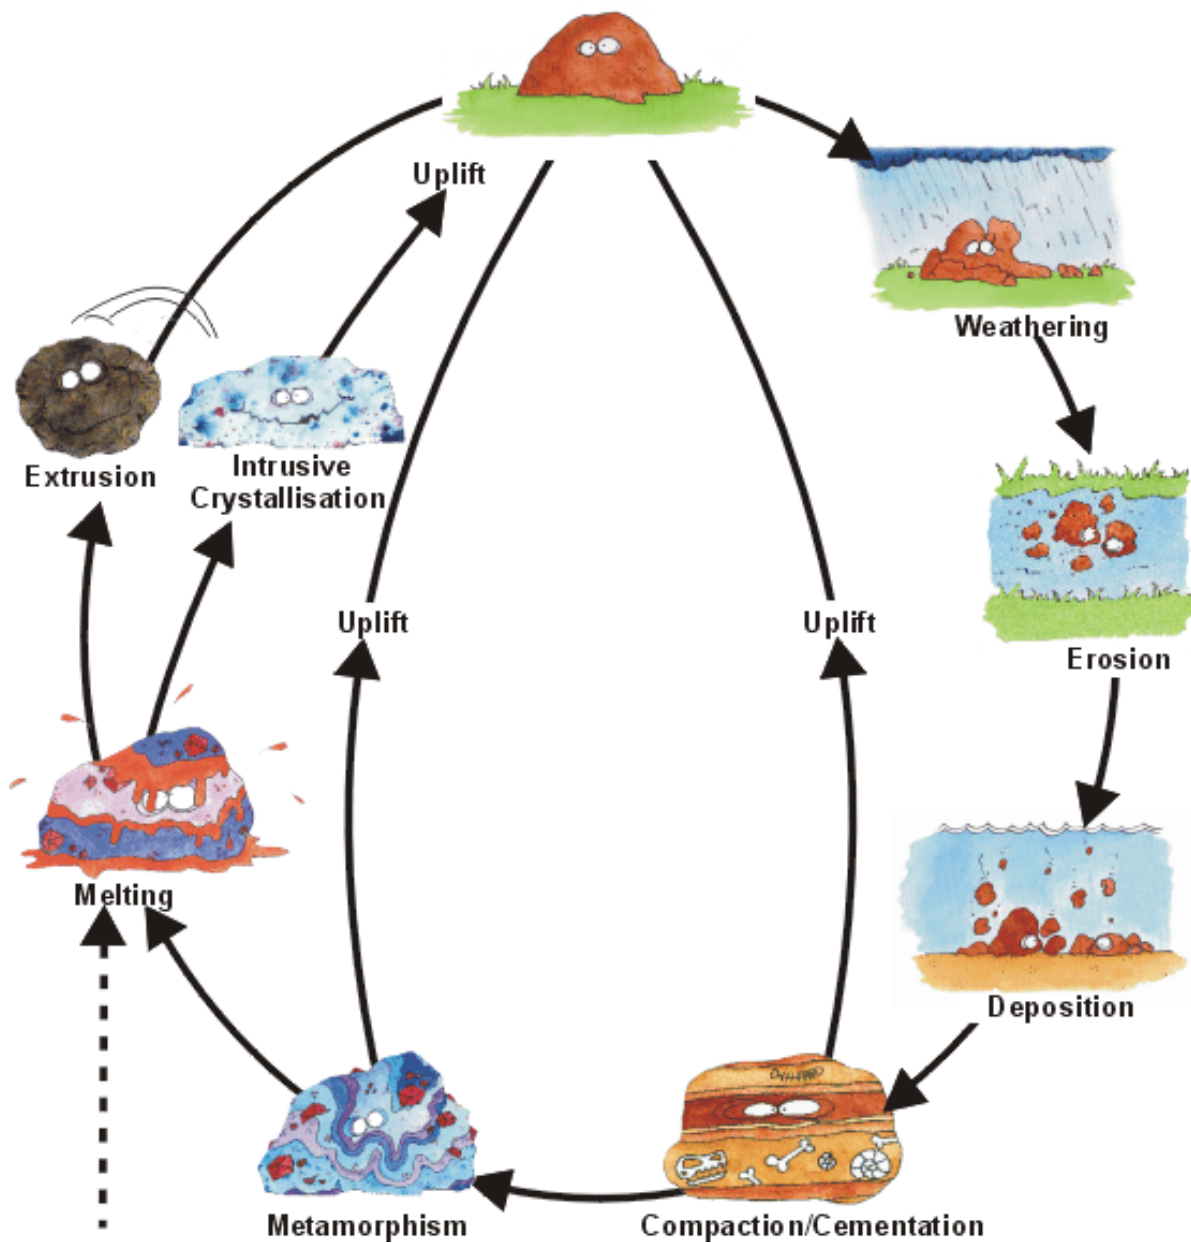 Uplift
Weathering
Extrusion
Intrusive
Crystallisation
Uplift
Uplift
Erosion
Melting
Deposition
Metamorphism
Compaction/Cementation